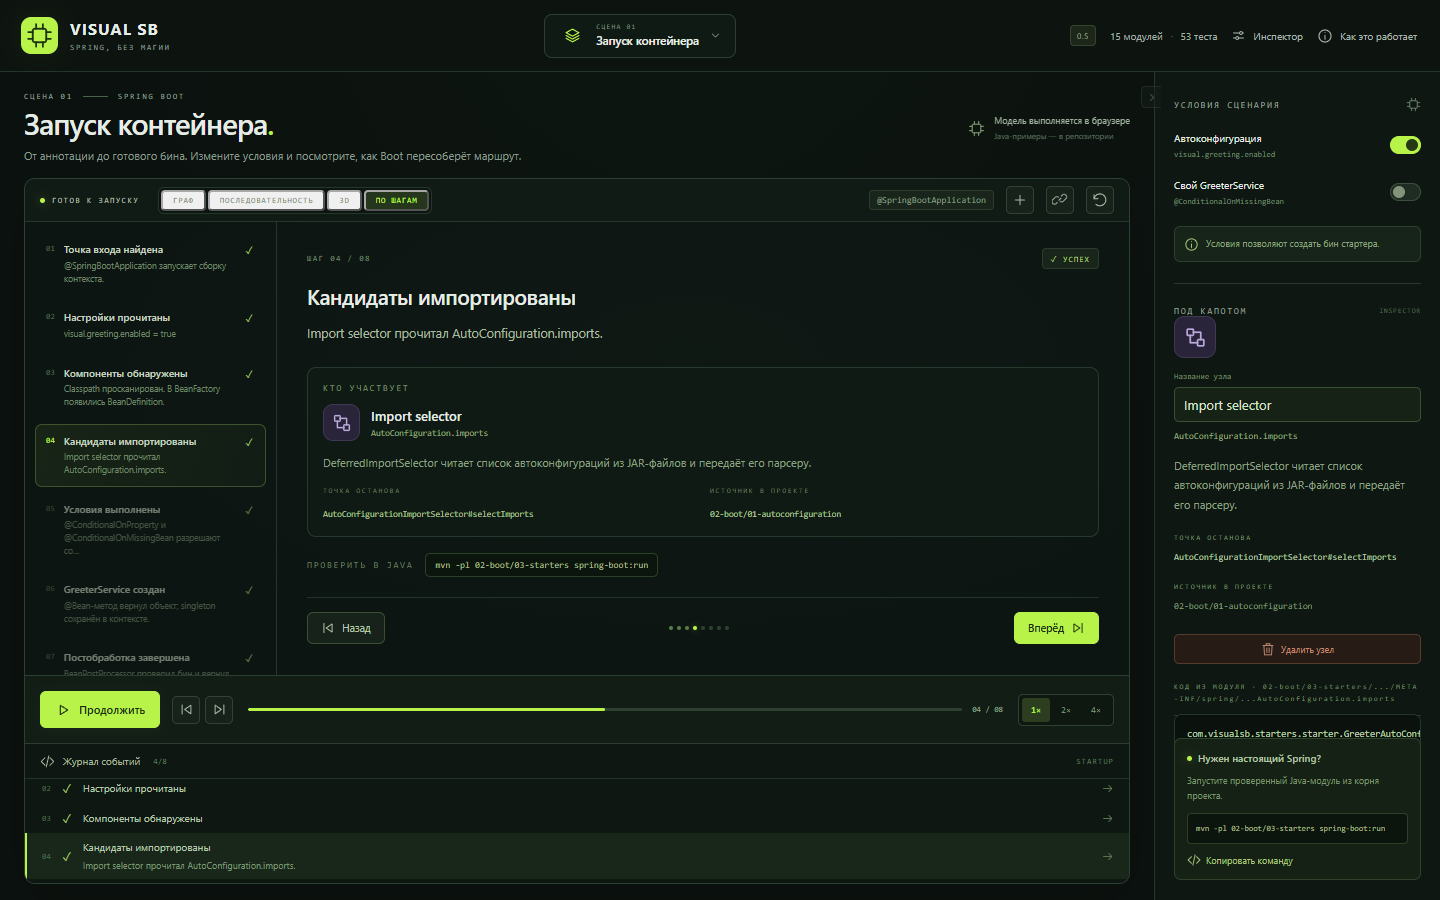 VISUAL SB
SPRING, БЕЗ МАГИИ
СЦЕНА 01
Запуск контейнера
0.5
15 модулей · 53 теста
Инспектор
Как это работает
СЦЕНА 01 SPRING BOOT
Запуск контейнера.
От аннотации до готового бина. Измените условия и посмотрите, как Boot пересоберёт маршрут.
Модель выполняется в браузере
Java-примеры — в репозитории
ГОТОВ К ЗАПУСКУ
ГРАФ
ПОСЛЕДОВАТЕЛЬНОСТЬ
3D
ПО ШАГАМ
@SpringBootApplication
01 Точка входа найдена
@SpringBootApplication запускает сборку
контекста.
02 Настройки прочитаны
visual.greeting.enabled = true
03 Компоненты обнаружены
Classpath просканирован. В BeanFactory
появились BeanDefinition.
04 Кандидаты импортированы
Import selector прочитал
AutoConfiguration.imports.
05 Условия выполнены
@ConditionalOnProperty и
@ConditionalOnMissingBean разрешают
со...
06 GreeterService создан
@Bean-метод вернул объект; singleton
сохранён в контексте.
07 Постобработка завершена
BeanPostProcessor проверил бин и вернул
ШАГ 04 / 08
✓ УСПЕХ
Кандидаты импортированы
Import selector прочитал AutoConfiguration.imports.
КТО УЧАСТВУЕТ
Import selector
AutoConfiguration.imports
DeferredImportSelector читает список автоконфигураций из JAR-файлов и передаёт его парсеру.
ТОЧКА ОСТАНОВА
AutoConfigurationImportSelector#selectImports
ИСТОЧНИК В ПРОЕКТЕ
02-boot/01-autoconfiguration
ПРОВЕРИТЬ В JAVA
mvn -pl 02-boot/03-starters spring-boot:run
Назад
Вперёд
Продолжить
04 / 08
1×
2×
4×
Журнал событий 4/8
STARTUP
02 ✓ Настройки прочитаны →
03 ✓ Компоненты обнаружены →
04 ✓ Кандидаты импортированы →
Import selector прочитал AutoConfiguration.imports.
УСЛОВИЯ СЦЕНАРИЯ
Автоконфигурация
visual.greeting.enabled
Свой GreeterService
@ConditionalOnMissingBean
Условия позволяют создать бин стартера.
ПОД КАПОТОМ
INSPECTOR
Название узла
Import selector
AutoConfiguration.imports
DeferredImportSelector читает список
автоконфигураций из JAR-файлов и передаёт
его парсеру.
ТОЧКА ОСТАНОВА
AutoConfigurationImportSelector#selectImports
ИСТОЧНИК В ПРОЕКТЕ
02-boot/01-autoconfiguration
Удалить узел
КОД ИЗ МОДУЛЯ · 02-boot/03-starters/.../META
-INF/spring/...AutoConfiguration.imports
com.visualsb.starters.starter.GreeterAutoConf
Нужен настоящий Spring?
Запустите проверенный Java-модуль из корня
проекта.
mvn -pl 02-boot/03-starters spring-boot:run
Копировать команду